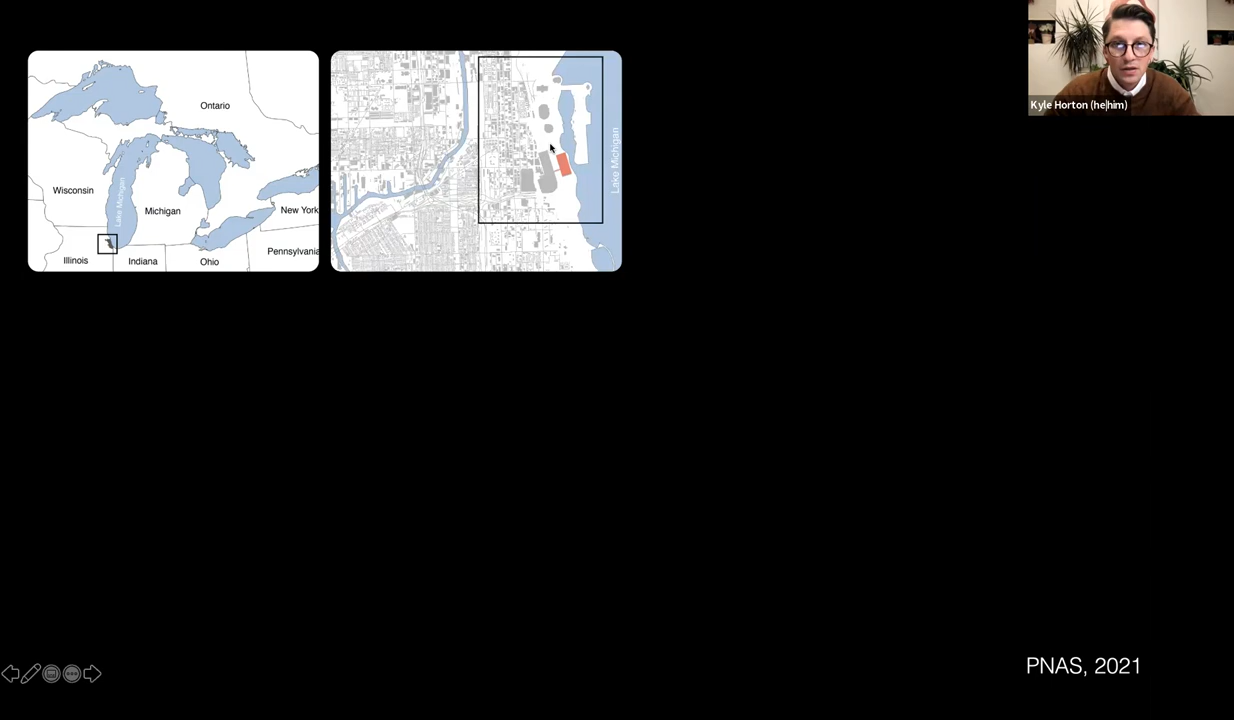 Ontario
Wisconsin
Lake Michigan
Michigan
New York
Illinois
Indiana
Ohio
Pennsylvania
Lake Michigan
Kyle Horton (he|him)
PNAS, 2021